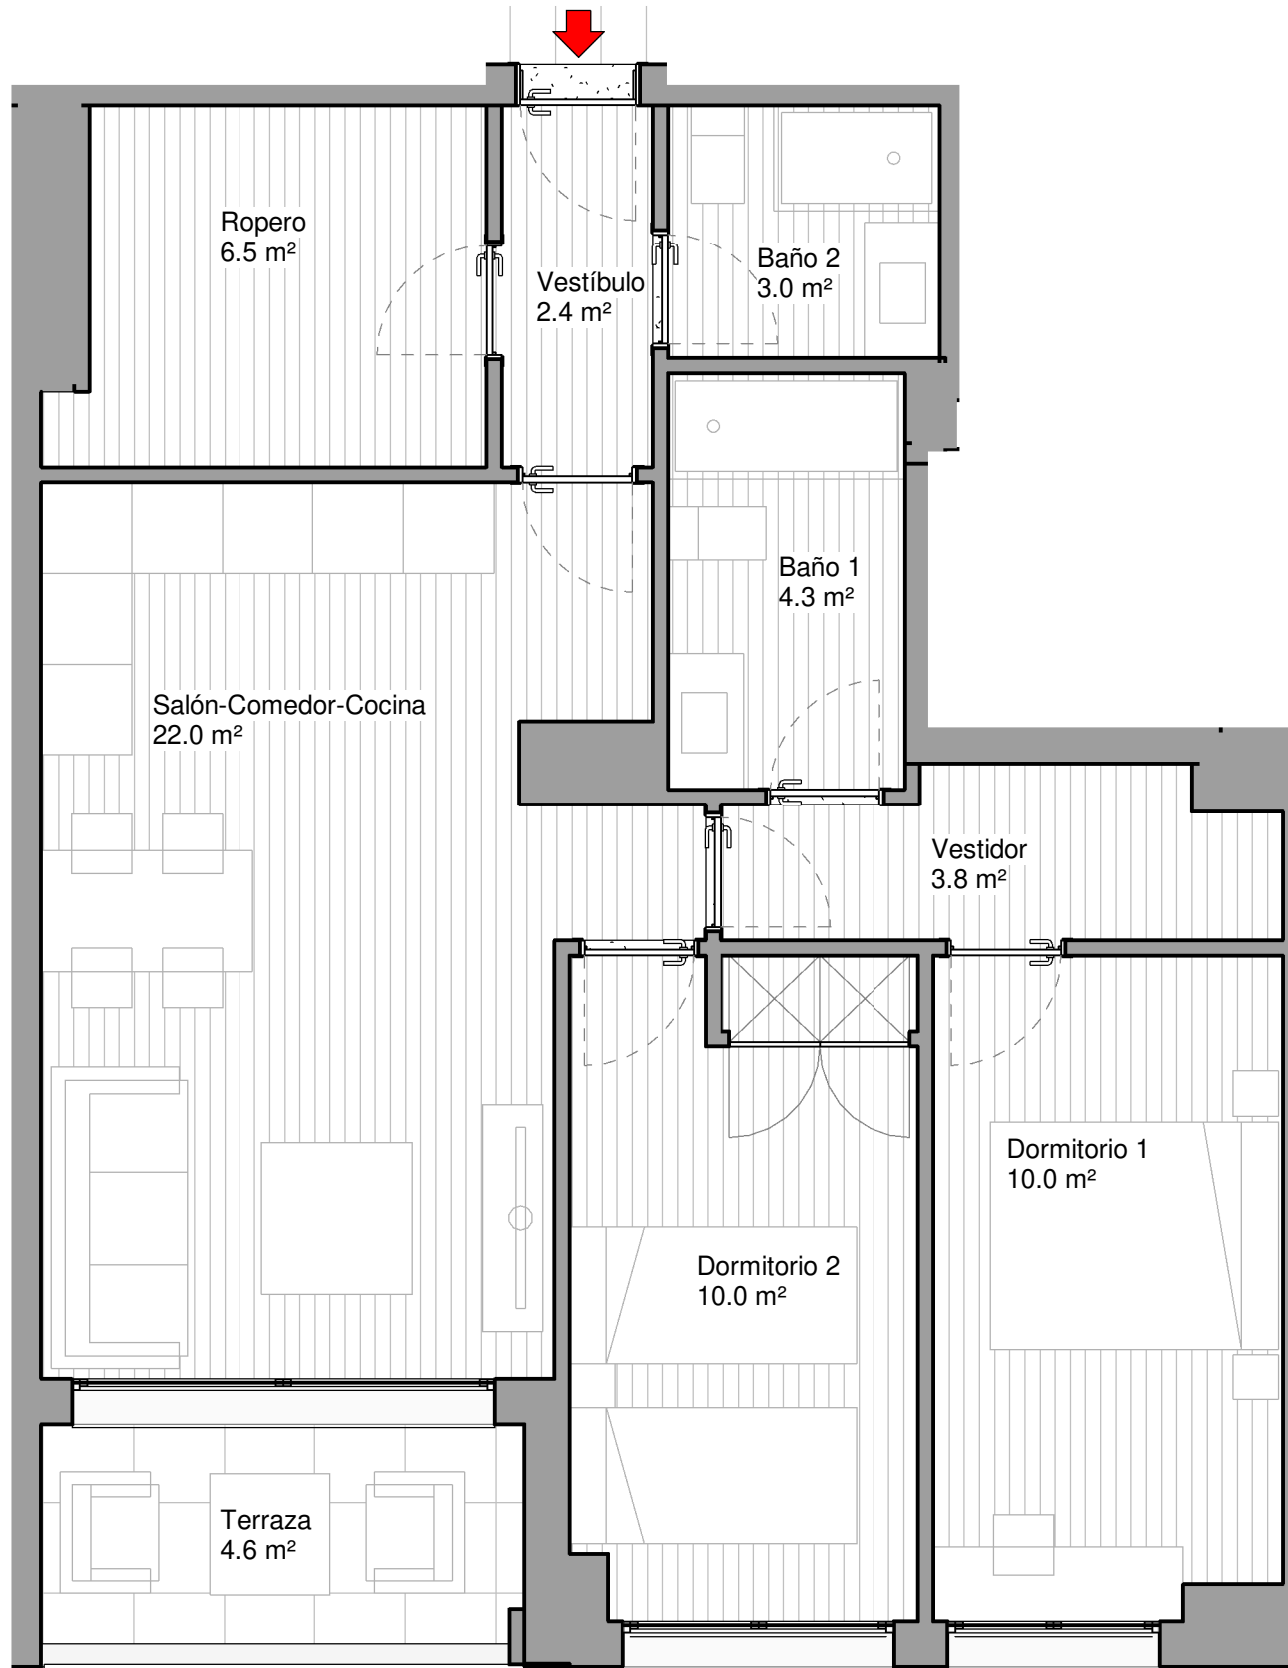 Ropero
6.5 m²
Vestíbulo
2.4 m²
Baño 2
3.0 m²
Baño 1
4.3 m²
Salón-Comedor-Cocina
22.0 m²
Vestidor
3.8 m²
Dormitorio 1
10.0 m²
Dormitorio 2
10.0 m²
Terraza
4.6 m²